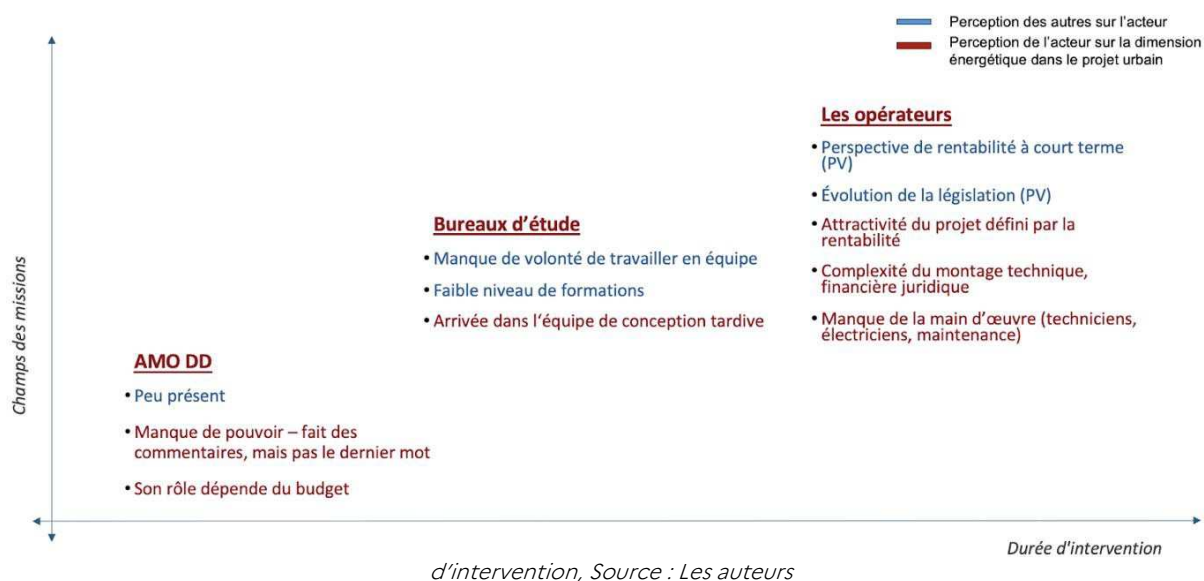 Perception des autres sur l'acteur
Perception de l'acteur sur la dimension
énergétique dans le projet urbain
Les opérateurs
• Perspective de rentabilité à court terme
(PV)
• Évolution de la législation (PV)
• Attractivité du projet défini par la
rentabilité
• Complexité du montage technique,
financière juridique
• Manque de la main d'œuvre (techniciens,
électriciens, maintenance)
Bureaux d'étude
• Manque de volonté de travailler en équipe
• Faible niveau de formations
• Arrivée dans l'équipe de conception tardive
AMO DD
• Peu présent
• Manque de pouvoir – fait des
commentaires, mais pas le dernier mot
• Son rôle dépende du budget
Champs des missions
Durée d'intervention
d'intervention, Source : Les auteurs